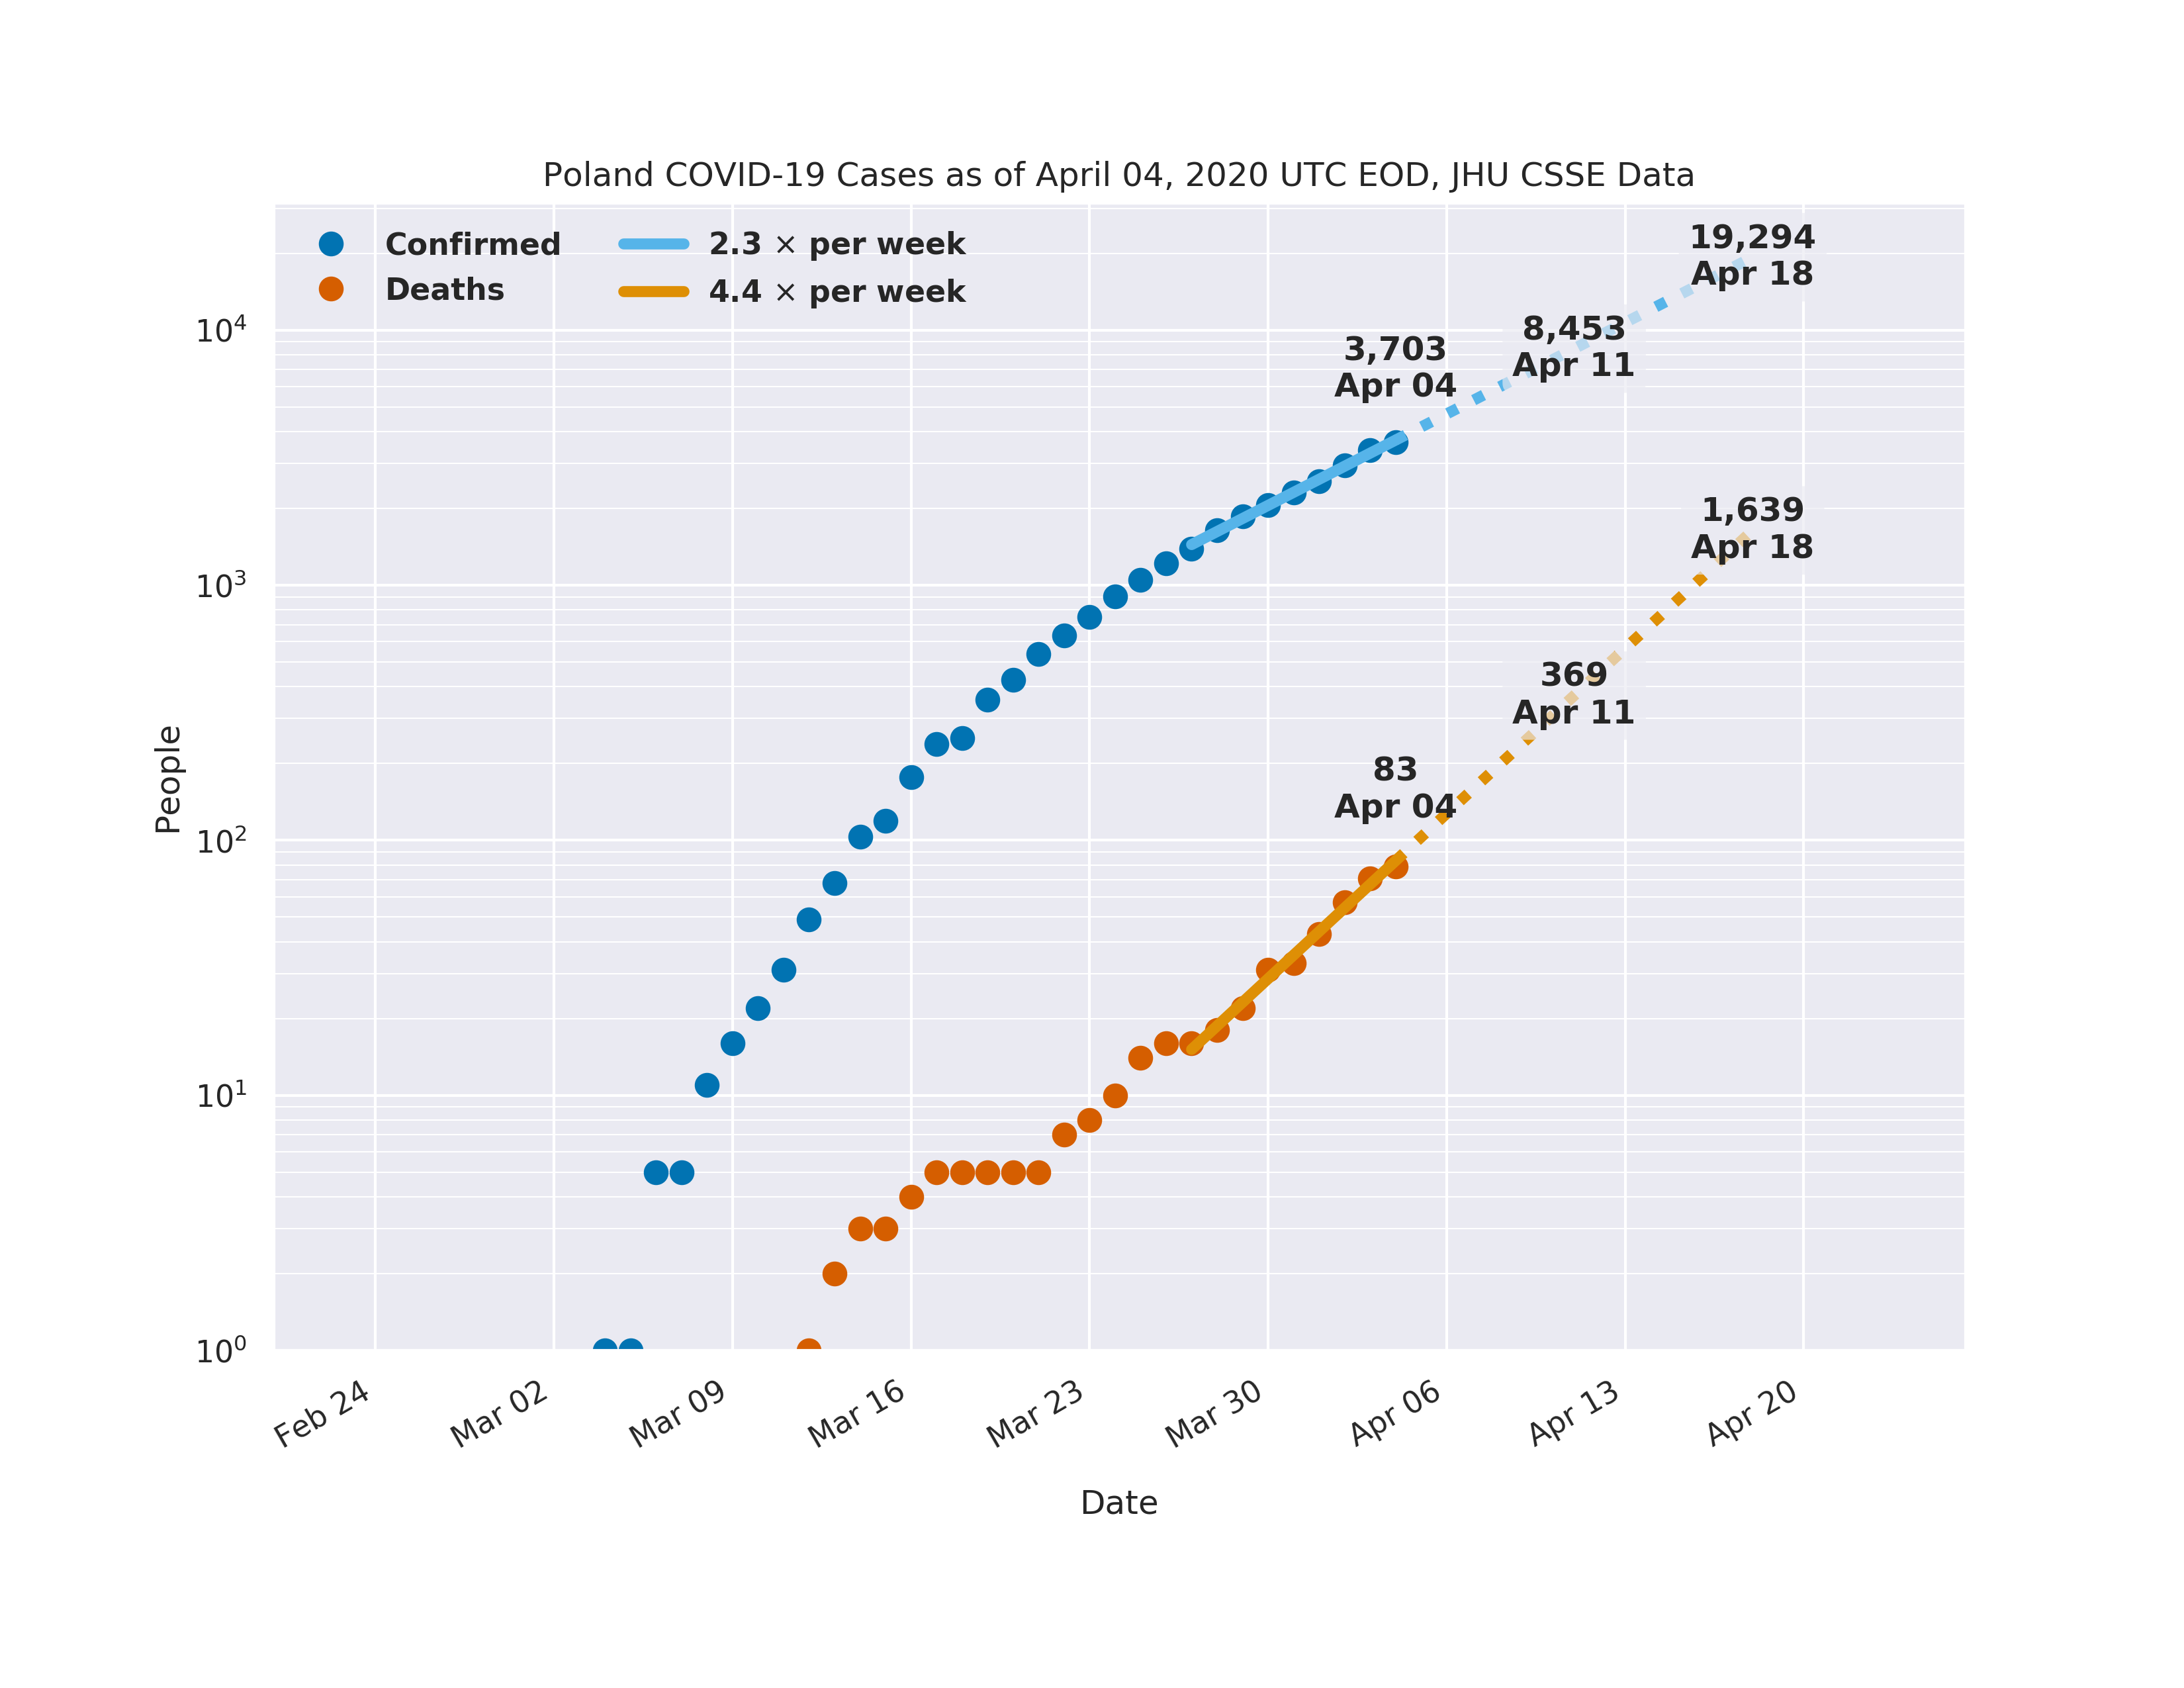 Poland COVID-19 Cases as of April 04, 2020 UTC EOD, JHU CSSE Data
Confirmed
Deaths
2.3 × per week
4.4 × per week
19,294
Apr 18
8,453
Apr 11
3,703
Apr 04
1,639
Apr 18
369
Apr 11
83
Apr 04
People
10⁴
10³
10²
10¹
10⁰
Feb 24
Mar 02
Mar 09
Mar 16
Mar 23
Mar 30
Apr 06
Apr 13
Apr 20
Date